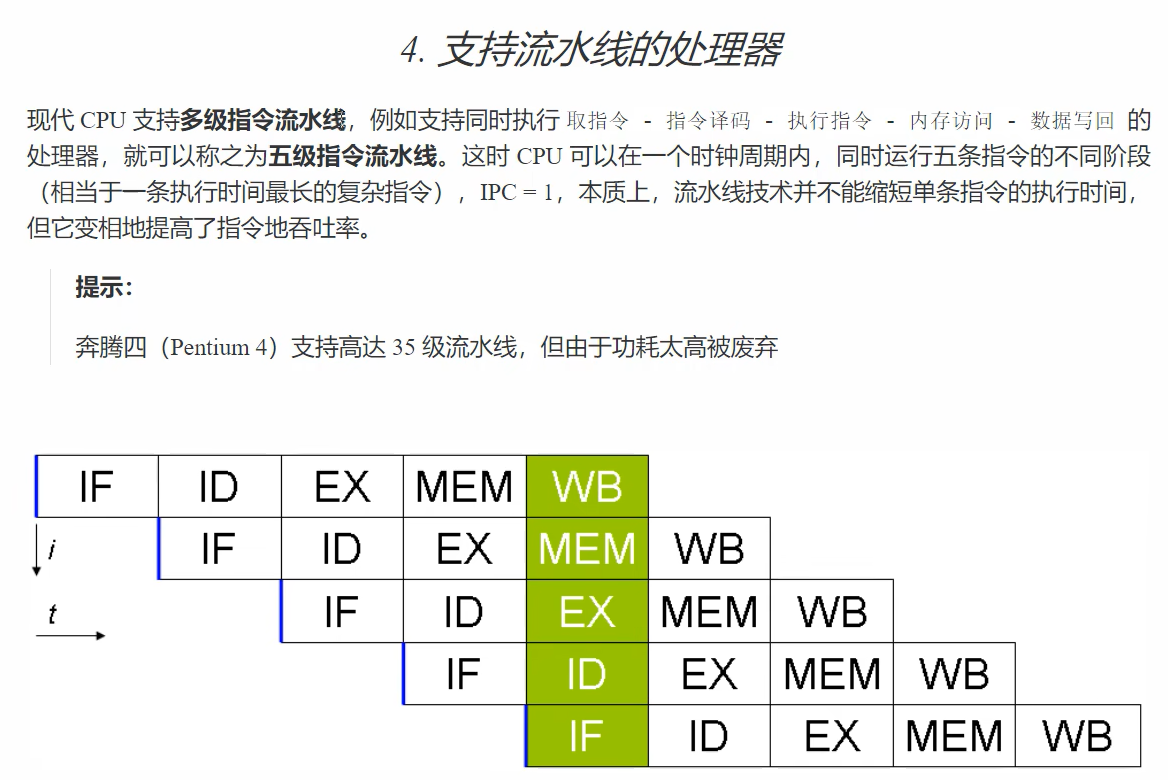 4. 支持流水线的处理器
现代 CPU 支持多级指令流水线，例如支持同时执行 取指令 - 指令译码 - 执行指令 - 内存访问 - 数据写回 的
处理器，就可以称之为五级指令流水线。这时 CPU 可以在一个时钟周期内，同时运行五条指令的不同阶段
（相当于一条执行时间最长的复杂指令），IPC = 1，本质上，流水线技术并不能缩短单条指令的执行时间，
但它变相地提高了指令地吞吐率。
提示：
奔腾四（Pentium 4）支持高达 35 级流水线，但由于功耗太高被废弃
IF ID EX MEM WB
i IF ID EX MEM WB
t IF ID EX MEM WB
IF ID EX MEM WB
IF ID EX MEM WB